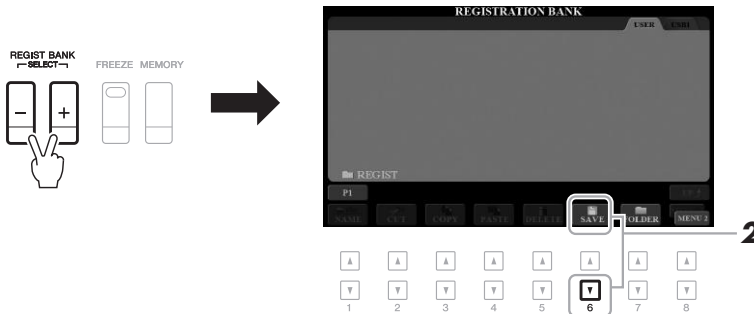 REGISTRATION BANK
USER USB1
REGIST BANK
SELECT
FREEZE MEMORY
- +
REGIST
P1 UP
NAME CUT COPY PASTE DELETE SAVE FOLDER MENU 2
2
1 2 3 4 5 6 7 8